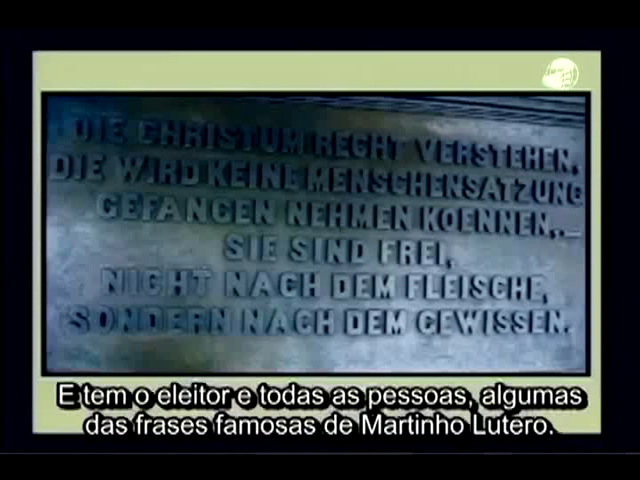 DIE CHRISTUM RECHT VERSTEHEN,
DIE WIRD KEINE MENSCHENSATZUNG
GEFANGEN NEHMEN KOENNEN,._
SIE SIND FREI,
NICHT NACH DEM FLEISCHE,
SONDERN NACH DEM GEWISSEN.
E tem o eleitor e todas as pessoas, algumas
das frases famosas de Martinho Lutero.